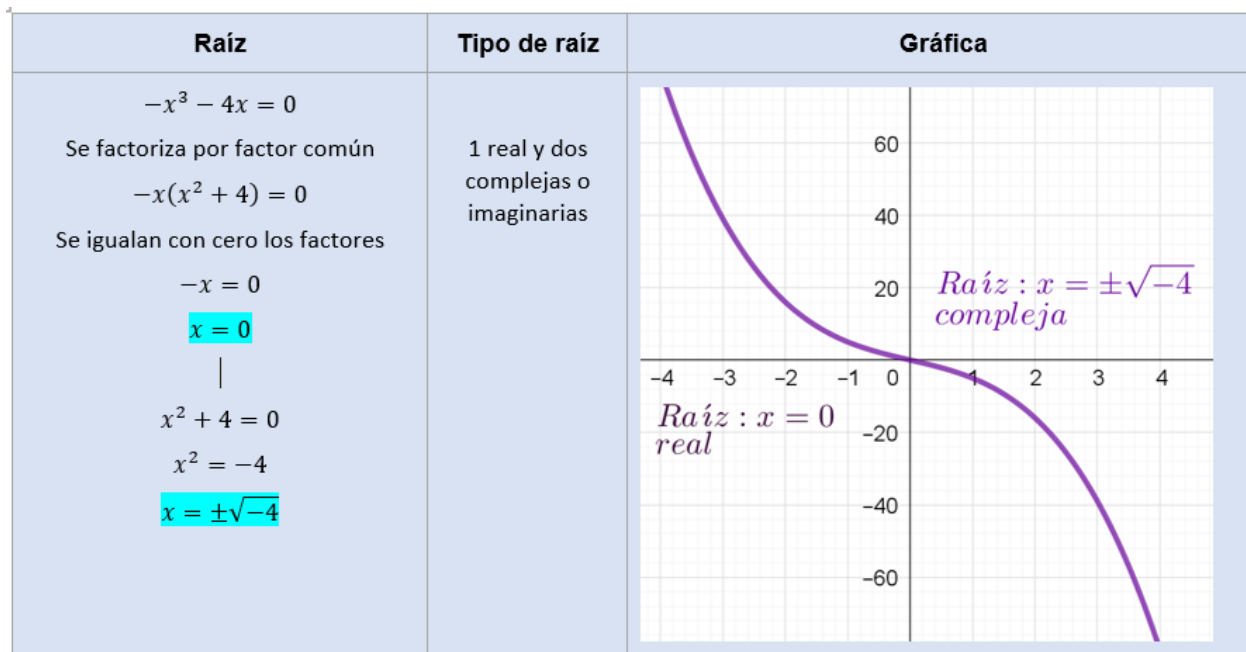 Raíz
Tipo de raíz
Gráfica
−x³ − 4x = 0
Se factoriza por factor común
−x(x² + 4) = 0
Se igualan con cero los factores
−x = 0
x = 0
x² + 4 = 0
x² = −4
x = ±√−4
1 real y dos
complejas o
imaginarias
60
40
20
Raíz : x = ±√−4
compleja
−4 −3 −2 −1 0 1 2 3 4
Raíz : x = 0
real
−20
−40
−60